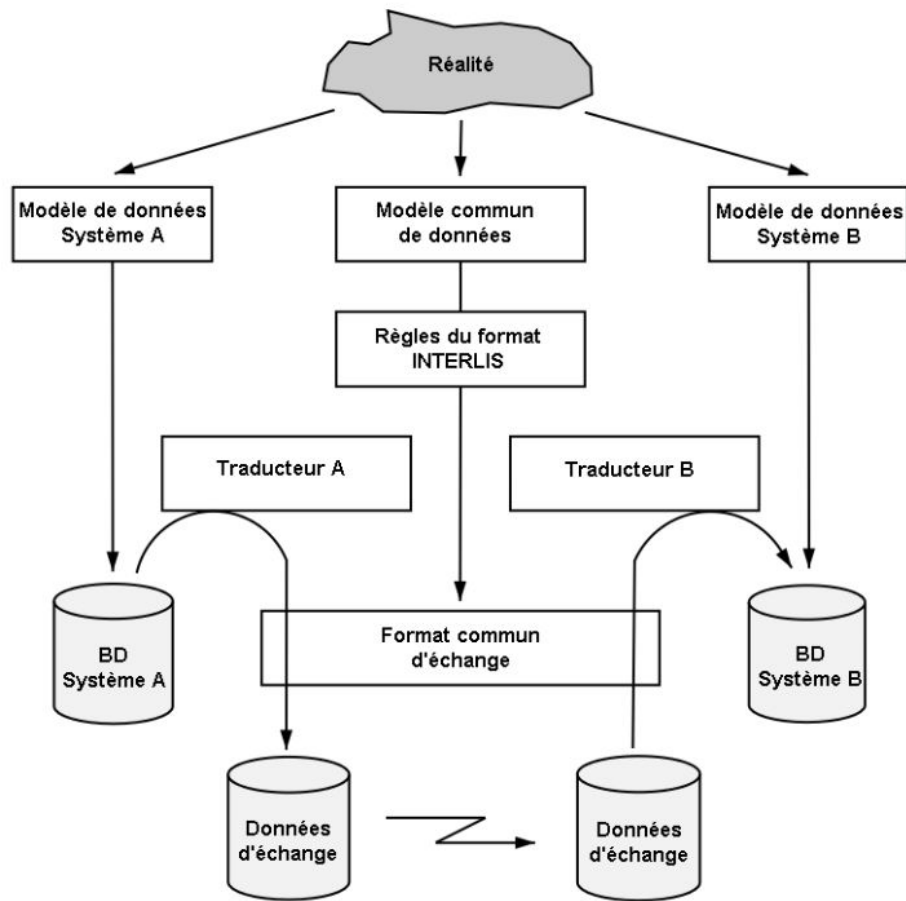 Réalité
Modèle de données
Système A
Modèle commun
de données
Modèle de données
Système B
Règles du format
INTERLIS
Traducteur A
Traducteur B
BD
Système A
Format commun
d'échange
BD
Système B
Données
d'échange
Données
d'échange